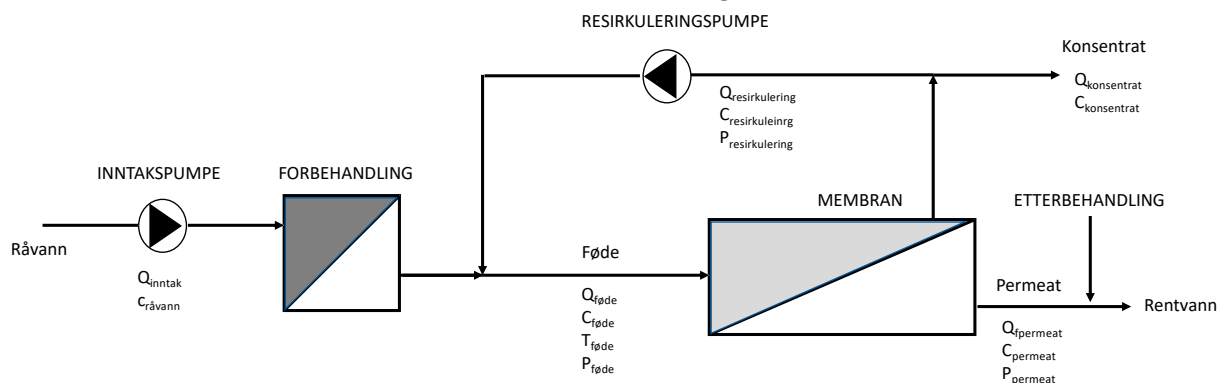 RESIRKULERINGSPUMPE
Konsentrat
Qkonsentrat
Ckonsentrat
Qresirkulering
Cresirkuleinrg
Presirkulering
INNTAKSPUMPE
FORBEHANDLING
MEMBRAN
ETTERBEHANDLING
Råvann
Qinntak
cråvann
Føde
Qføde
Cføde
Tføde
Pføde
Permeat
Rentvann
Qfpermeat
Cpermeat
Ppermeat